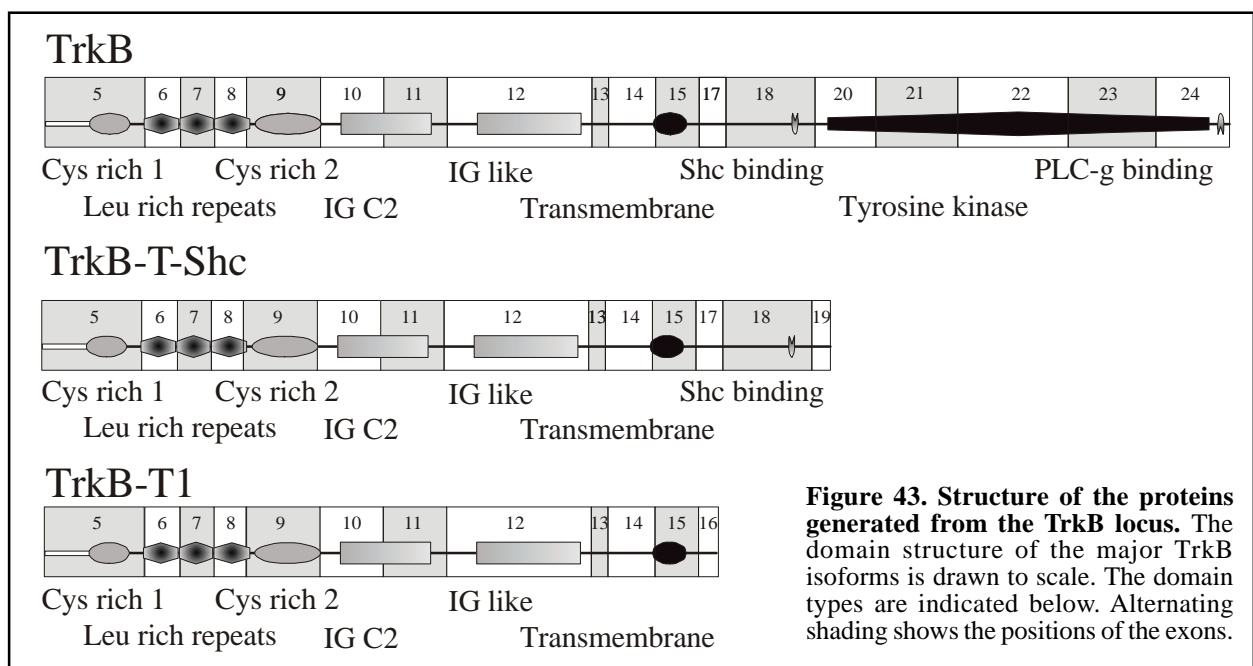 TrkB
5 6 7 8 9 10 11 12 13 14 15 17 18 20 21 22 23 24
Cys rich 1 Cys rich 2 IG like Shc binding PLC-g binding
Leu rich repeats IG C2 Transmembrane Tyrosine kinase
TrkB-T-Shc
5 6 7 8 9 10 11 12 13 14 15 17 18 19
Cys rich 1 Cys rich 2 IG like Shc binding
Leu rich repeats IG C2 Transmembrane
TrkB-T1
5 6 7 8 9 10 11 12 13 14 15 16
Cys rich 1 Cys rich 2 IG like
Leu rich repeats IG C2 Transmembrane
Figure 43. Structure of the proteins
generated from the TrkB locus. The
domain structure of the major TrkB
isoforms is drawn to scale. The domain
types are indicated below. Alternating
shading shows the positions of the exons.